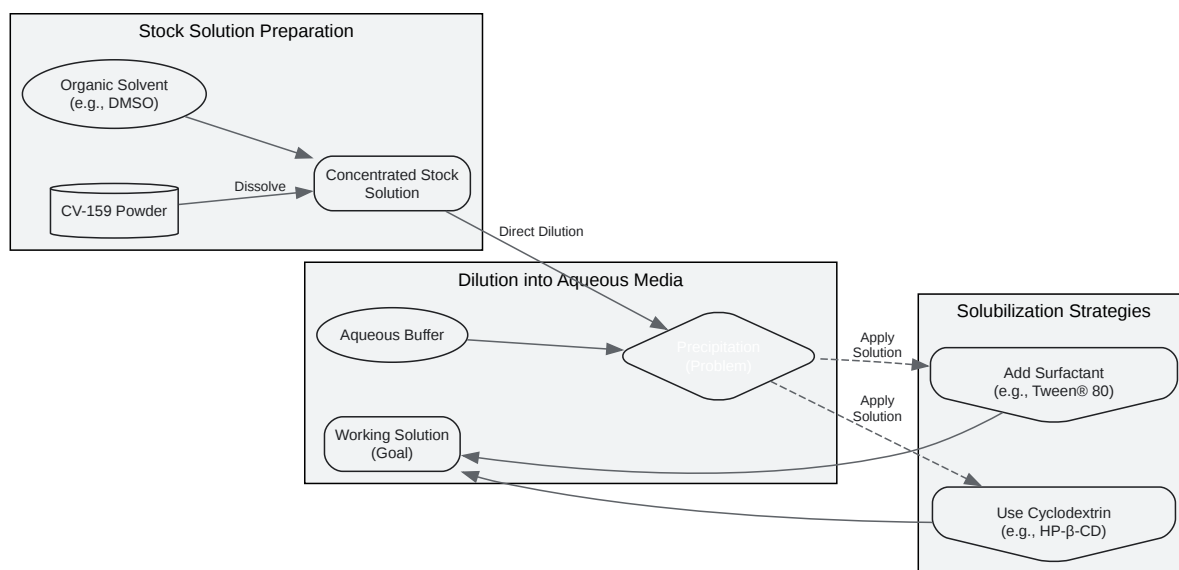 Stock Solution Preparation
Organic Solvent
(e.g., DMSO)
CV-159 Powder
Dissolve
Concentrated Stock
Solution
Direct Dilution
Dilution into Aqueous Media
Aqueous Buffer
Precipitation
(Problem)
Working Solution
(Goal)
Apply
Solution
Apply
Solution
Solubilization Strategies
Add Surfactant
(e.g., Tween® 80)
Use Cyclodextrin
(e.g., HP-β-CD)